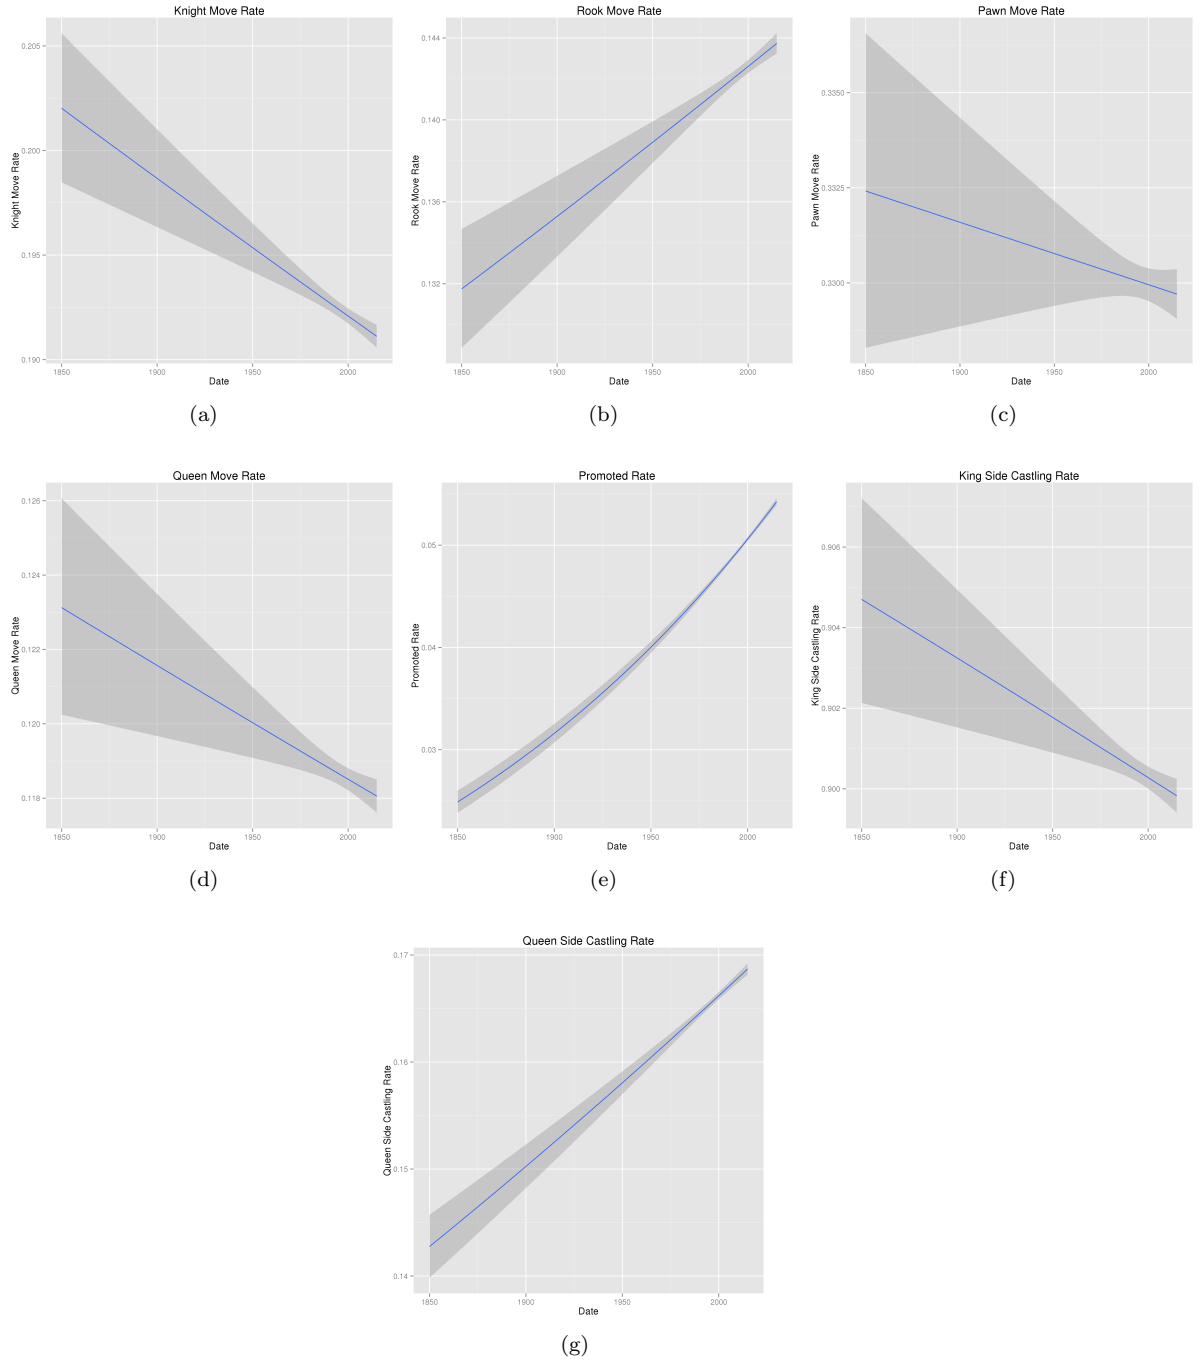 Knight Move Rate
Knight Move Rate
0.205
0.200
0.195
0.190
1850 1900 1950 2000
Date
(a)
Rook Move Rate
Rook Move Rate
0.144
0.140
0.136
0.132
1850 1900 1950 2000
Date
(b)
Pawn Move Rate
Pawn Move Rate
0.3350
0.3325
0.3300
1850 1900 1950 2000
Date
(c)
Queen Move Rate
Queen Move Rate
0.126
0.124
0.122
0.120
0.118
1850 1900 1950 2000
Date
(d)
Promoted Rate
Promoted Rate
0.05
0.04
0.03
1850 1900 1950 2000
Date
(e)
King Side Castling Rate
King Side Castling Rate
0.906
0.904
0.902
0.900
1850 1900 1950 2000
Date
(f)
Queen Side Castling Rate
Queen Side Castling Rate
0.17
0.16
0.15
0.14
1850 1900 1950 2000
Date
(g)